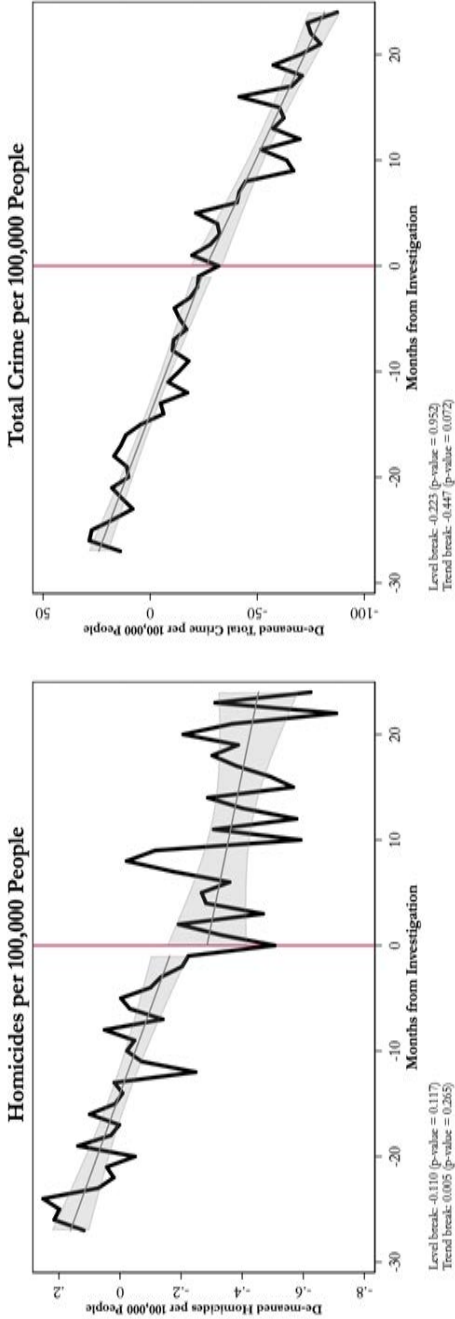 Homicides per 100,000 People
De-meaned Homicides per 100,000 People
.2
0
-.2
-.4
-.6
-.8
-30
-20
-10
0
10
20
Months from Investigation
Level break: -0.110 (p-value = 0.117)
Trend break: 0.005 (p-value = 0.265)
Total Crime per 100,000 People
De-meaned Total Crime per 100,000 People
50
0
-50
-100
-30
-20
-10
0
10
20
Months from Investigation
Level break: -0.223 (p-value = 0.952)
Trend break: -0.447 (p-value = 0.072)